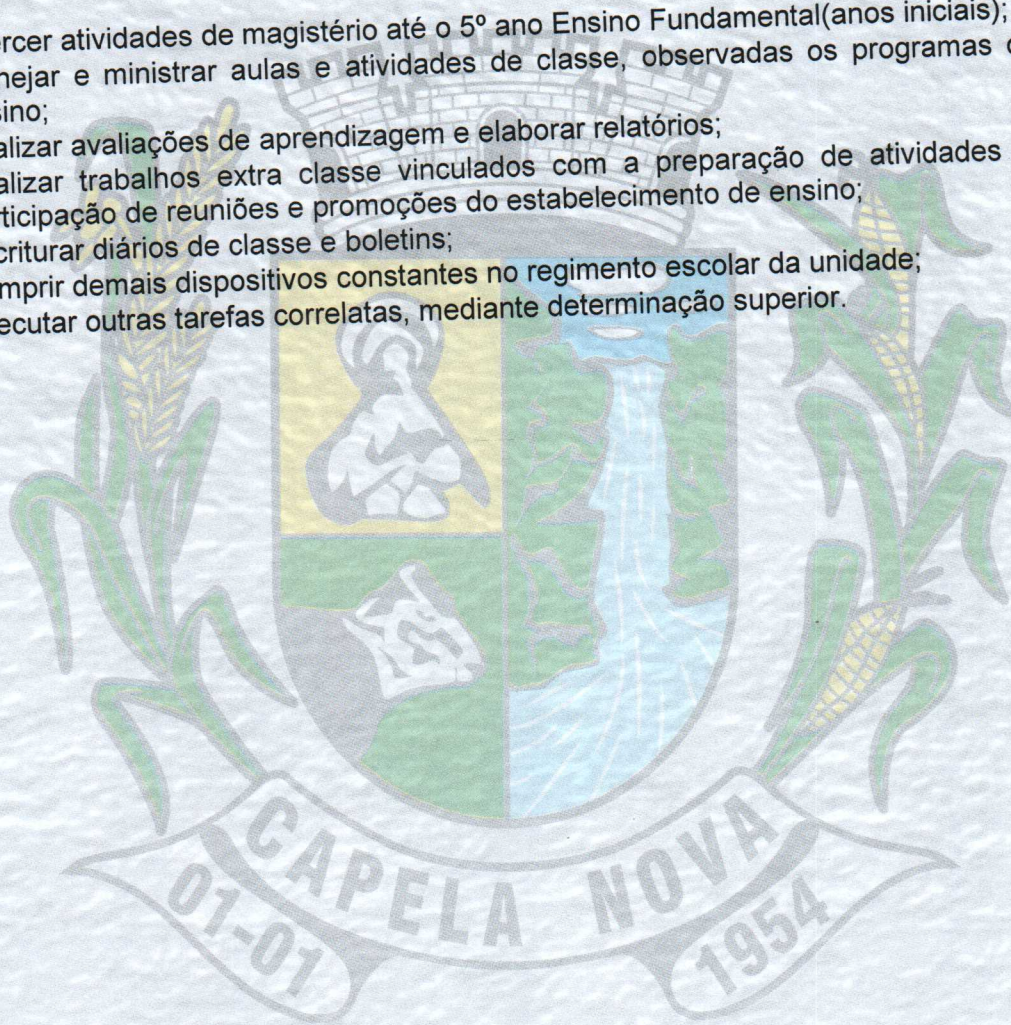 ercer atividades de magistério até o 5º ano Ensino Fundamental(anos iniciais);
nejar e ministrar aulas e atividades de classe, observadas os programas d
sino;
alizar avaliações de aprendizagem e elaborar relatórios;
alizar trabalhos extra classe vinculados com a preparação de atividades
rticipação de reuniões e promoções do estabelecimento de ensino;
criturar diários de classe e boletins;
mprir demais dispositivos constantes no regimento escolar da unidade;
ecutar outras tarefas correlatas, mediante determinação superior.
CAPELA NOVA
01-01 1954